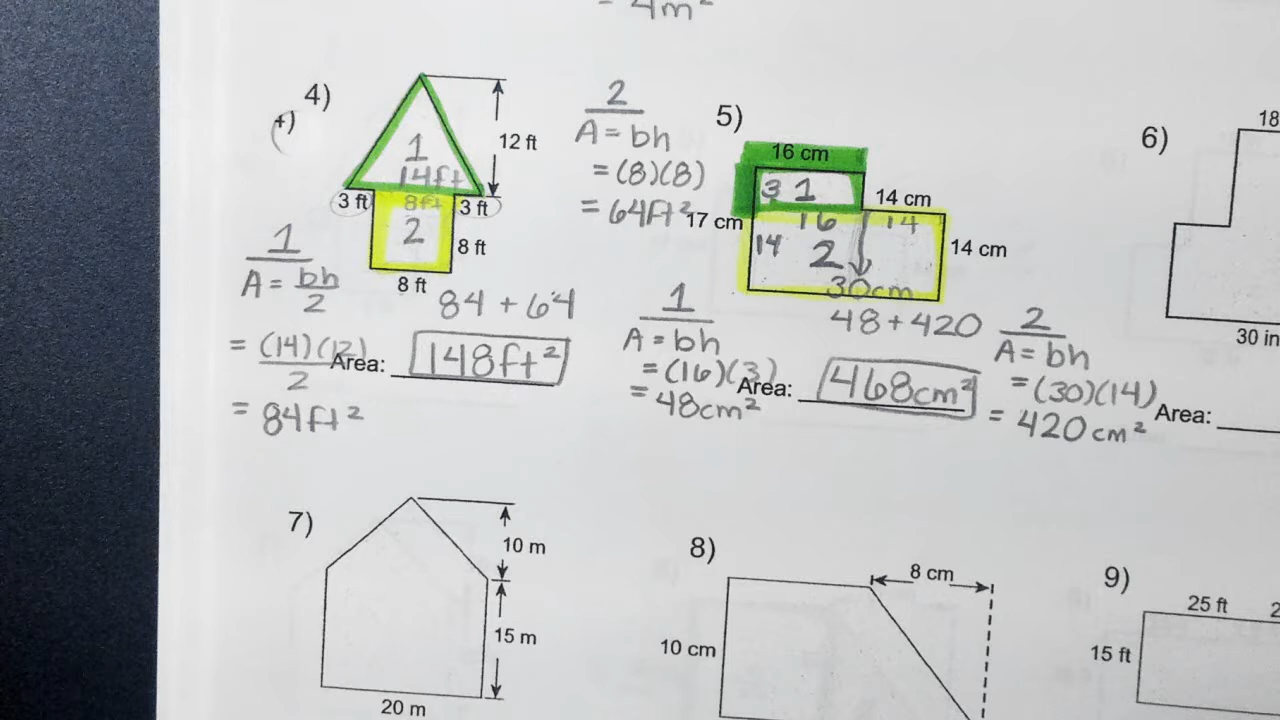 = 4m²
4)
+)
12 ft
1
14ft
3 ft
8ft
3 ft
2
8 ft
8 ft
1
A = bh
2
= (14)(12)
2
= 84ft²
2
A = bh
= (8)(8)
= 64ft²
84 + 64
Area: 148ft²
5)
16 cm
3 1
14 cm
17 cm
16
14
14
2
14 cm
30cm
1
A = bh
= (16)(3)
= 48cm²
48 + 420
Area: 468cm²
2
A = bh
= (30)(14)
= 420cm²
6)
18
30 in
Area:
7)
10 m
15 m
20 m
8)
8 cm
10 cm
9)
25 ft
2
15 ft